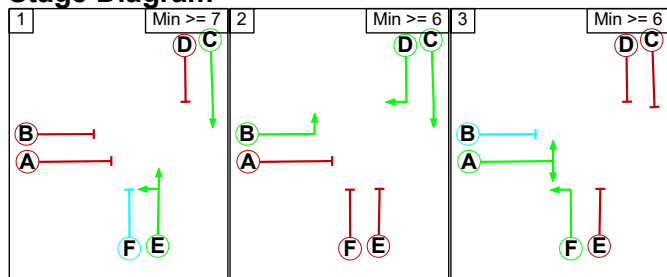 Stage Diagram
1 Min >= 7 2 Min >= 6 3 Min >= 6
D C D C D C
B B B
A A A
F E F E F E